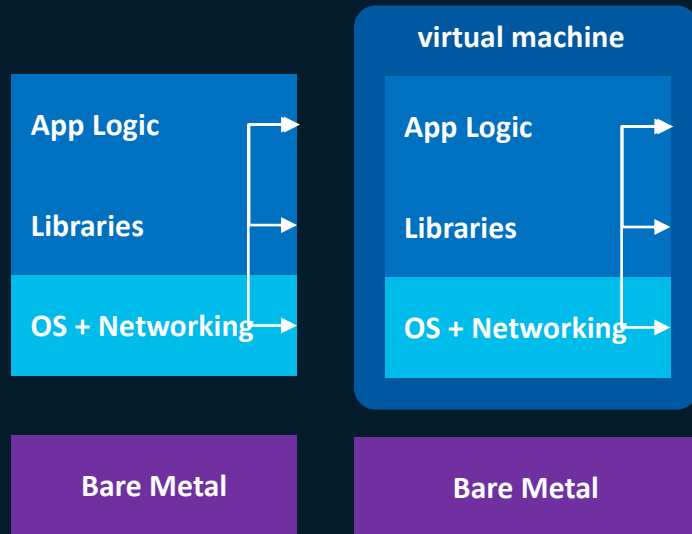 virtual machine
App Logic
Libraries
OS + Networking
Bare Metal
App Logic
Libraries
OS + Networking
Bare Metal